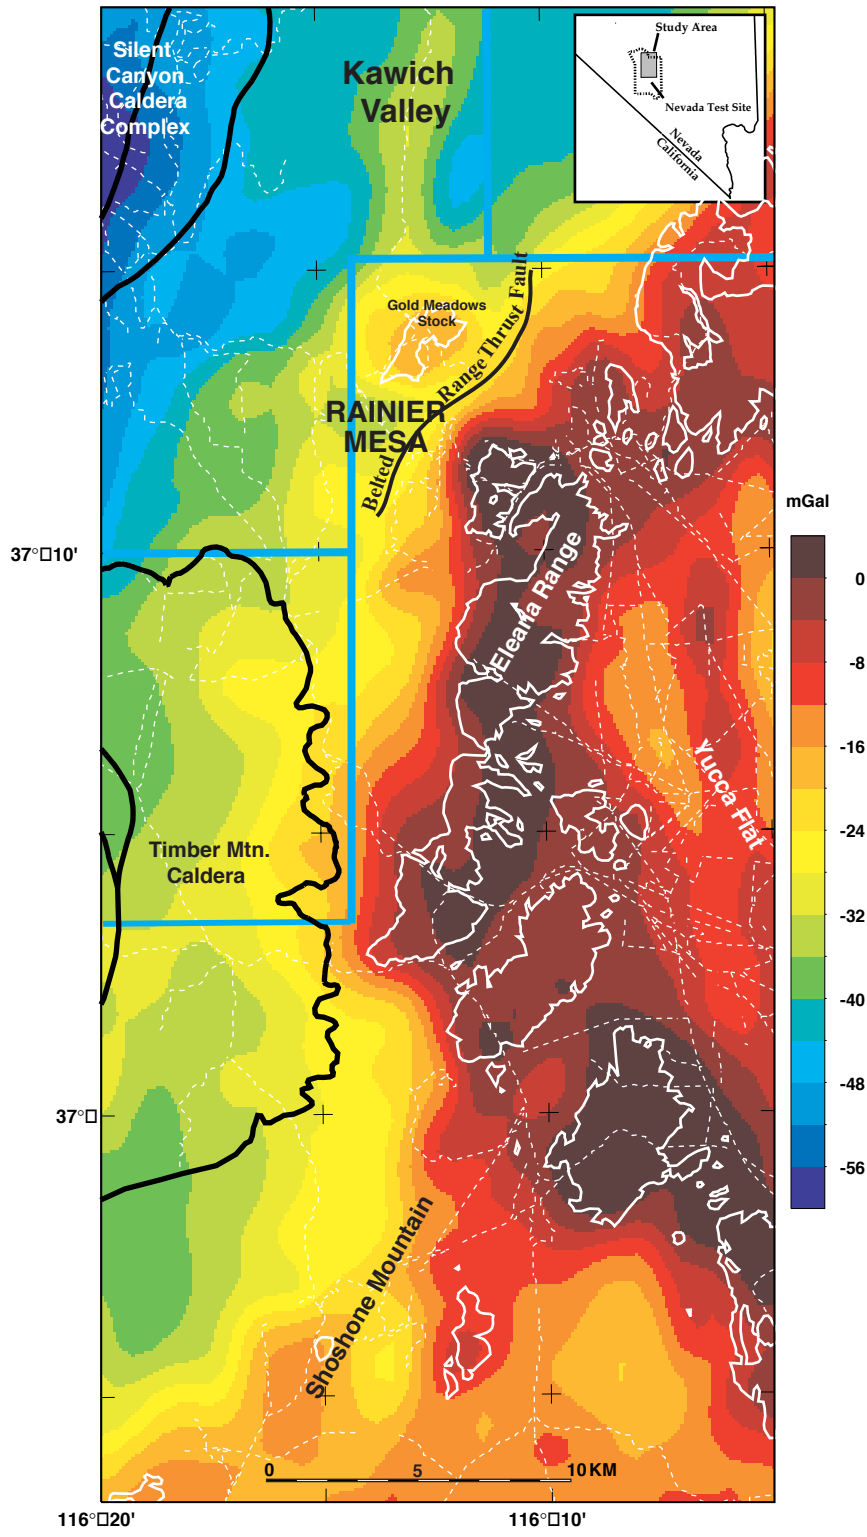 Silent
Canyon
Caldera
Complex
Kawich
Valley
Study Area
Nevada Test Site
Nevada
California
Gold Meadows
Stock
Belted Range Thrust Fault
RAINIER
MESA
mGal
37°□10'
Eleana Range
0
-8
-16
-24
-32
-40
-48
-56
Yucca Flat
Timber Mtn.
Caldera
37°□
Shoshone Mountain
0 5 10 KM
116°□20' 116°□10'